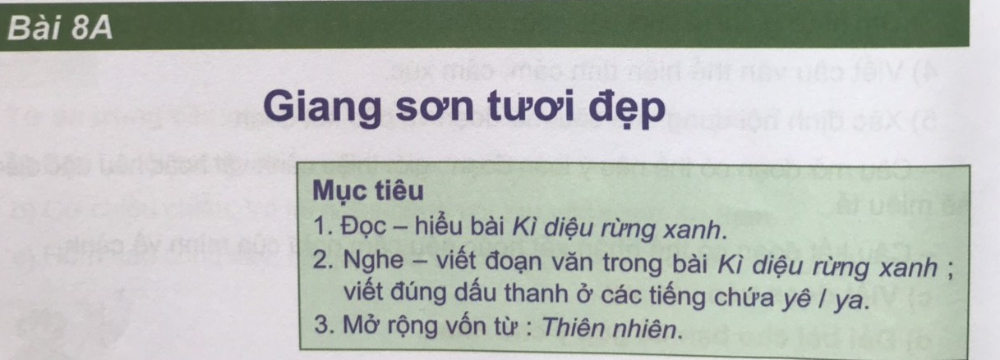 Bài 8A
Giang sơn tươi đẹp
Mục tiêu
1. Đọc – hiểu bài Kì diệu rừng xanh.
2. Nghe – viết đoạn văn trong bài Kì diệu rừng xanh ;
viết đúng dấu thanh ở các tiếng chứa yê / ya.
3. Mở rộng vốn từ : Thiên nhiên.